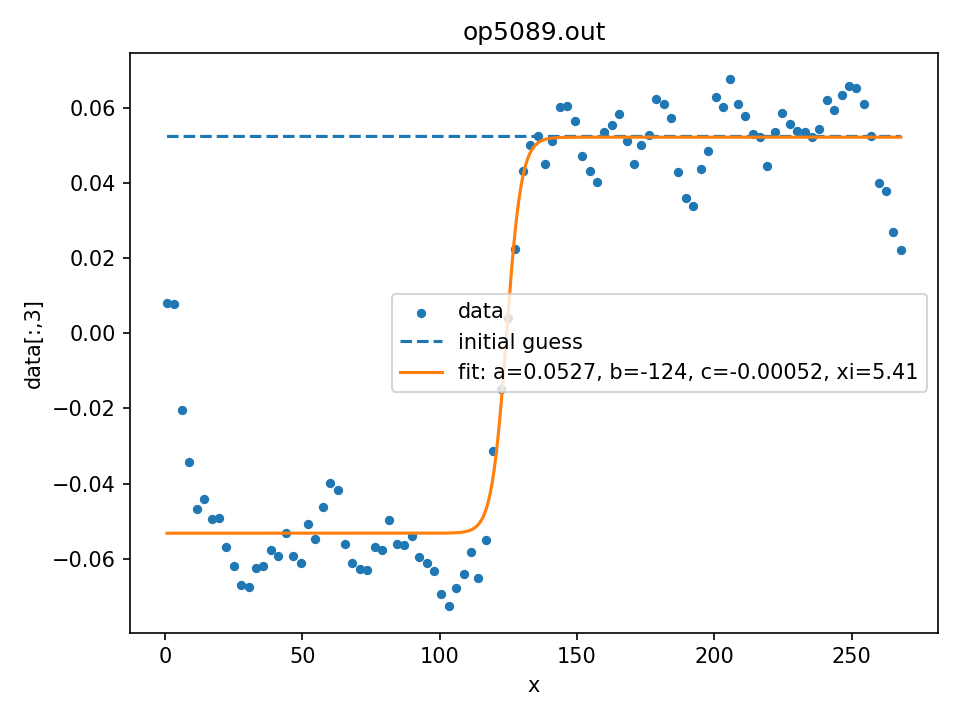 op5089.out
0.06
0.04
0.02
0.00
−0.02
−0.04
−0.06
data[:,3]
data
initial guess
fit: a=0.0527, b=-124, c=-0.00052, xi=5.41
0 50 100 150 200 250
x